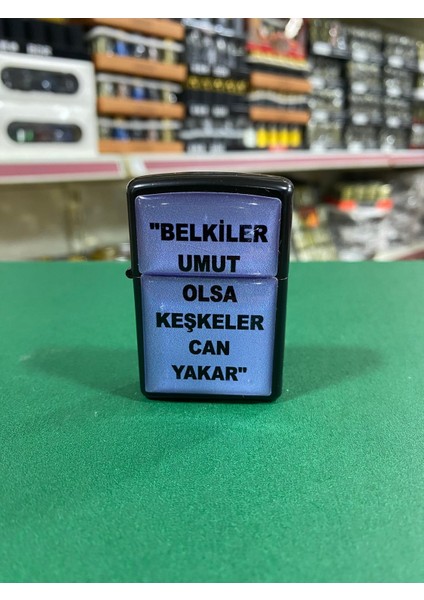 "BELKİLER
UMUT
OLSA
KEŞKELER
CAN
YAKAR"